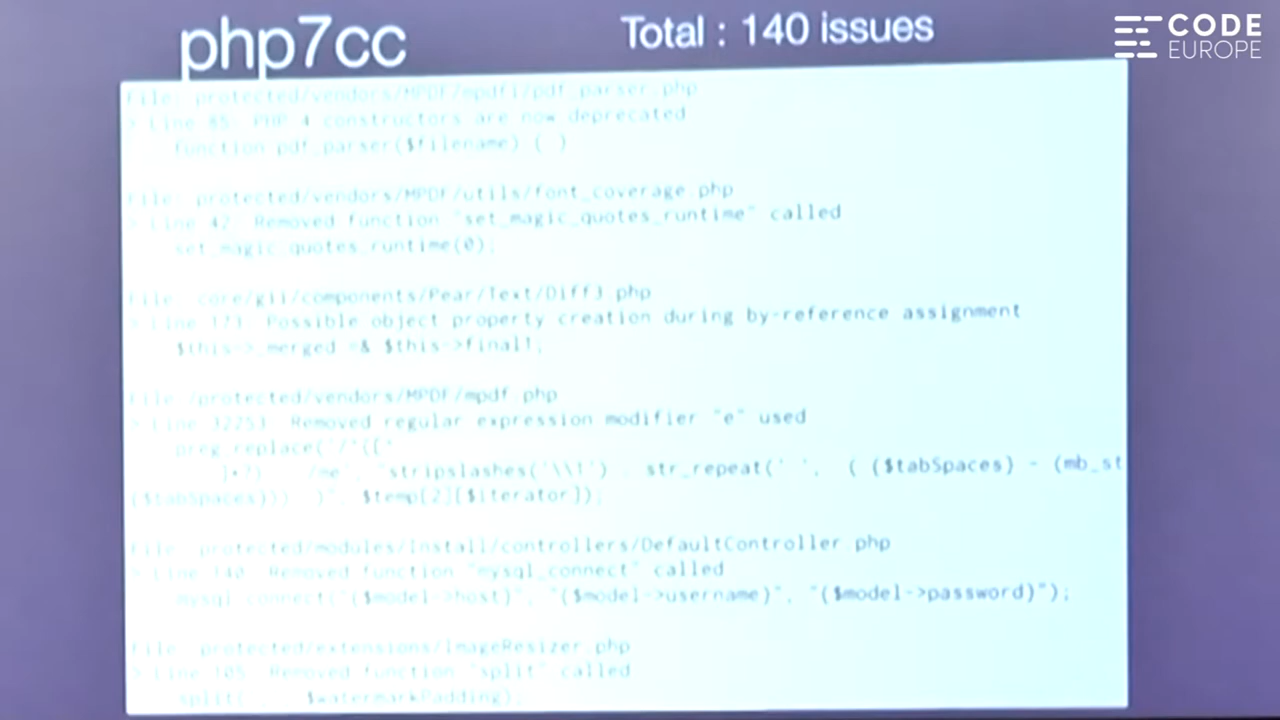 php7cc
Total : 140 issues
CODE
EUROPE
File: protected/vendors/MPDF/mpdfi/pdf_parser.php
> Line 85: PHP 4 constructors are now deprecated
function pdf_parser($filename) { }
File: protected/vendors/MPDF/utils/font_coverage.php
> Line 42: Removed function "set_magic_quotes_runtime" called
set_magic_quotes_runtime(0);
File: core/gii/components/Pear/Text/Diff3.php
> Line 173: Possible object property creation during by-reference assignment
$this->_merged =& $this->final1;
File: /protected/vendors/MPDF/mpdf.php
> Line 32253: Removed regular expression modifier "e" used
preg_replace('/^([^
]*?) /me', "stripslashes('\\1') str_repeat(' ', ( ($tabSpaces} - (mb_st
($tabSpaces))) )", $temp[2][$iterator]);
File: protected/modules/Install/controllers/DefaultController.php
> Line 140: Removed function "mysql_connect" called
mysql_connect("($model->host)", "($model->username)", "($model->password)");
File: protected/extensions/ImageResizer.php
> Line 105: Removed function "split" called
split( $watermarkPadding);